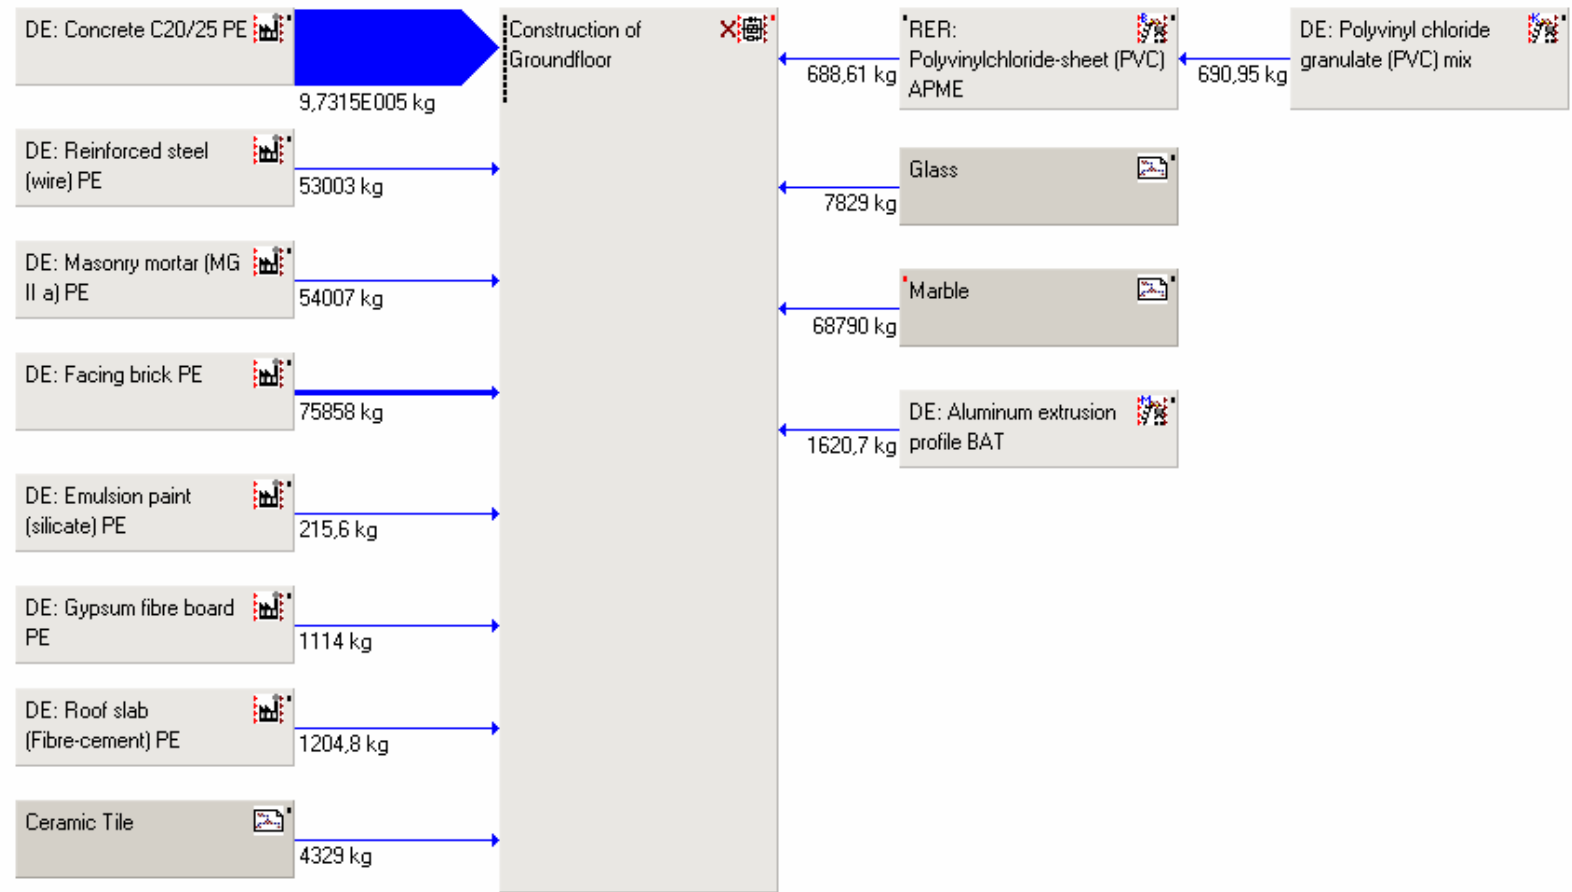 DE: Concrete C20/25 PE
9,7315E005 kg
DE: Reinforced steel
(wire) PE
53003 kg
DE: Masonry mortar (MG
II a) PE
54007 kg
DE: Facing brick PE
75858 kg
DE: Emulsion paint
(silicate) PE
215,6 kg
DE: Gypsum fibre board
PE
1114 kg
DE: Roof slab
(Fibre-cement) PE
1204,8 kg
Ceramic Tile
4329 kg
Construction of
Groundfloor
RER:
Polyvinylchloride-sheet (PVC)
APME
688,61 kg
DE: Polyvinyl chloride
granulate (PVC) mix
690,95 kg
Glass
7829 kg
Marble
68790 kg
DE: Aluminum extrusion
profile BAT
1620,7 kg